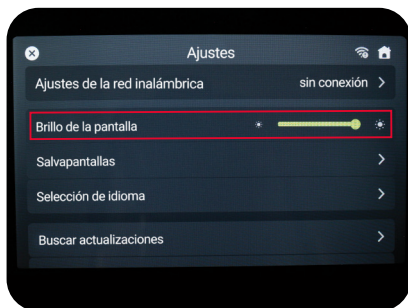 Ajustes
Ajustes de la red inalámbrica sin conexión
Brillo de la pantalla
Salvapantallas
Selección de idioma
Buscar actualizaciones